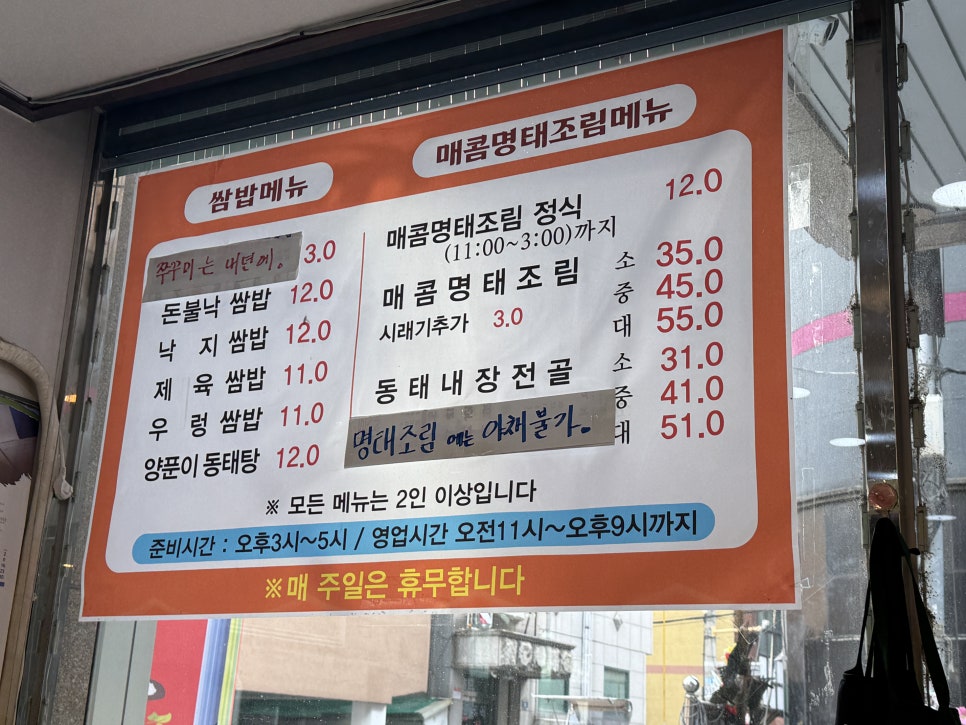 쌈밥메뉴
쭈꾸미는 내년에. 3.0
돈불낙 쌈밥 12.0
낙 지 쌈밥 12.0
제 육 쌈밥 11.0
우 렁 쌈밥 11.0
양푼이 동태탕 12.0
매콤명태조림메뉴
매콤명태조림 정식 12.0
(11:00~3:00)까지
매 콤 명 태 조 림 소 35.0
중 45.0
시래기추가 3.0 대 55.0
동 태 내 장 전 골 소 31.0
중 41.0
대 51.0
명태조림에는 야채불가.
※ 모든 메뉴는 2인 이상입니다
준비시간 : 오후3시~5시 / 영업시간 오전11시~오후9시까지
※매 주일은 휴무합니다